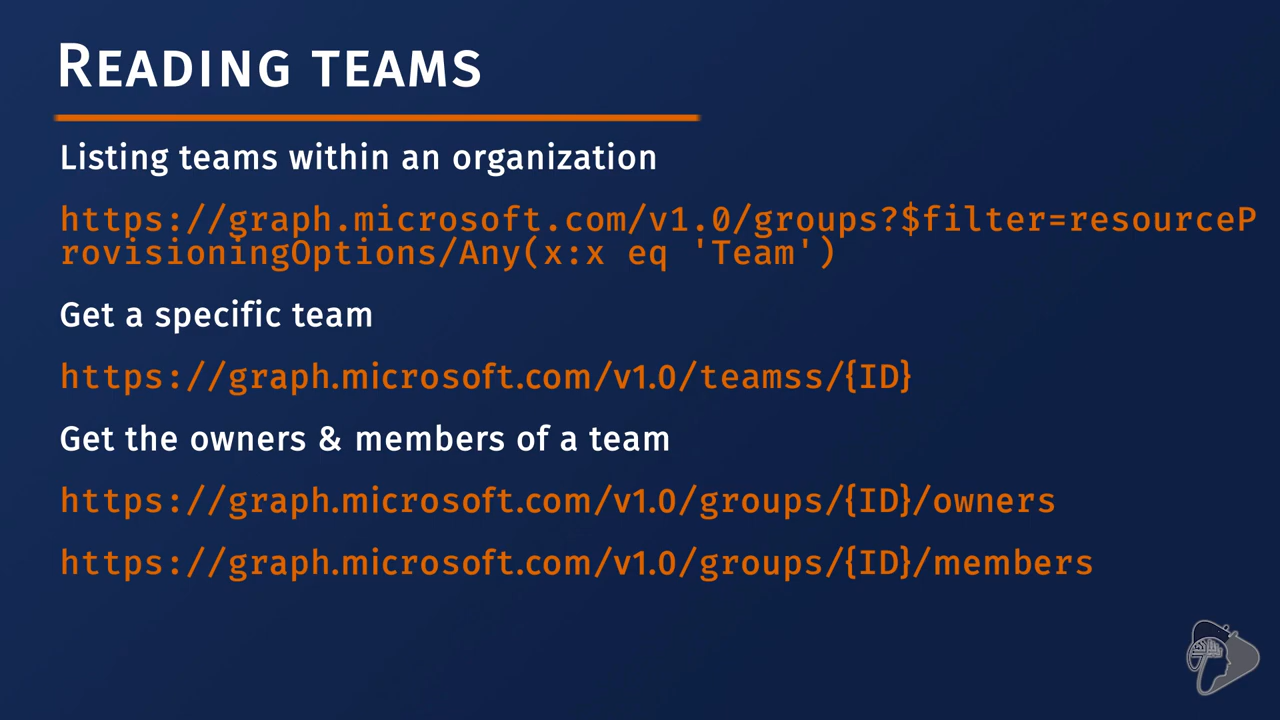 READING TEAMS
Listing teams within an organization
https://graph.microsoft.com/v1.0/groups?$filter=resourceP
rovisioningOptions/Any(x:x eq 'Team')
Get a specific team
https://graph.microsoft.com/v1.0/teamss/{ID}
Get the owners & members of a team
https://graph.microsoft.com/v1.0/groups/{ID}/owners
https://graph.microsoft.com/v1.0/groups/{ID}/members